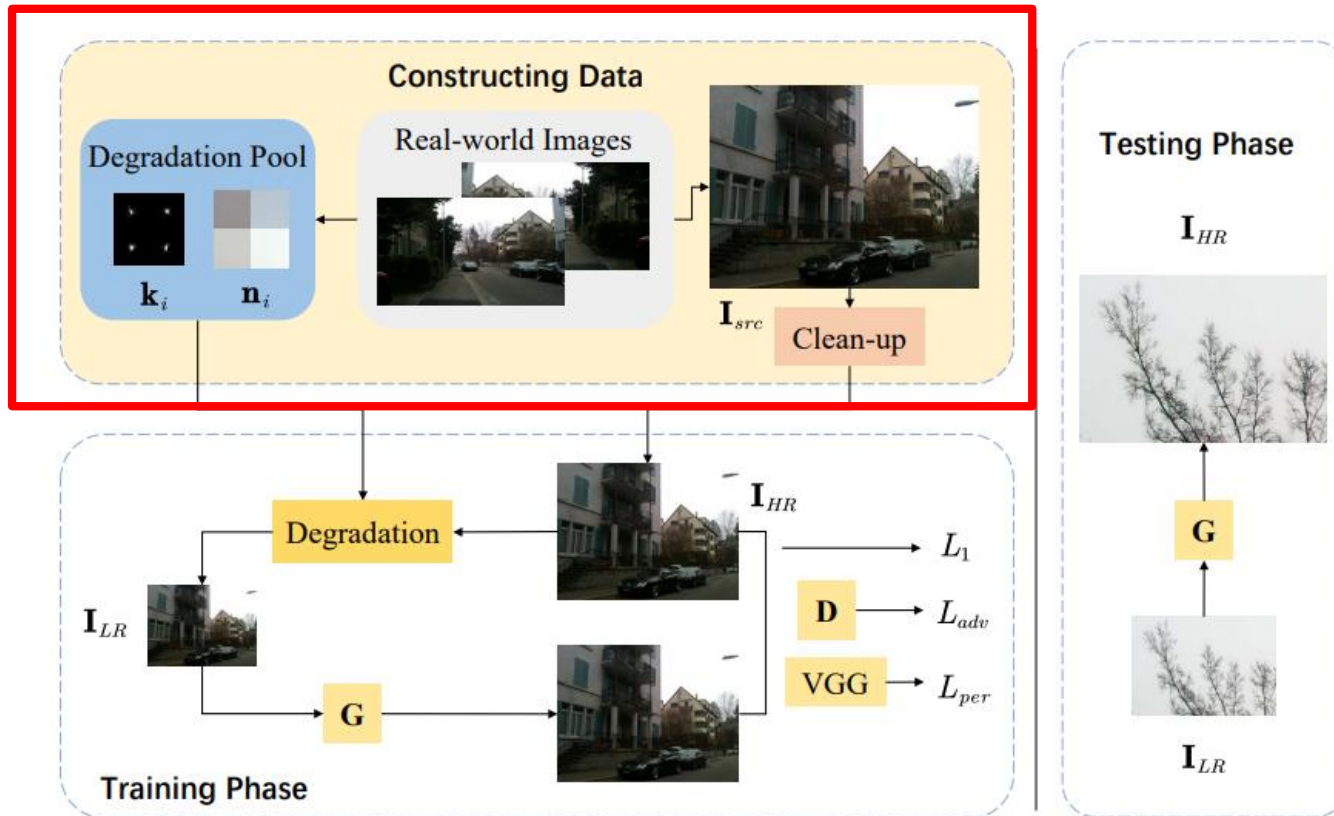 Constructing Data
Degradation Pool
k_i
n_i
Real-world Images
I_src
Clean-up
Degradation
I_HR
I_LR
G
D
VGG
L_1
L_adv
L_per
Training Phase
Testing Phase
I_HR
G
I_LR